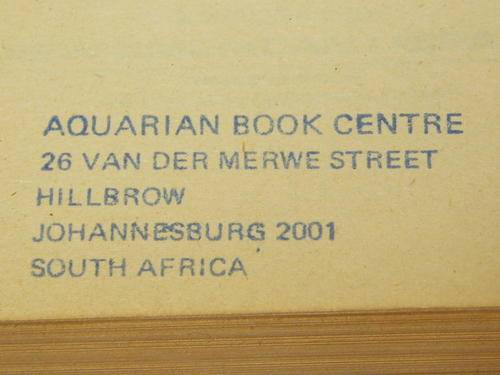 AQUARIAN BOOK CENTRE
26 VAN DER MERWE STREET
HILLBROW
JOHANNESBURG 2001
SOUTH AFRICA